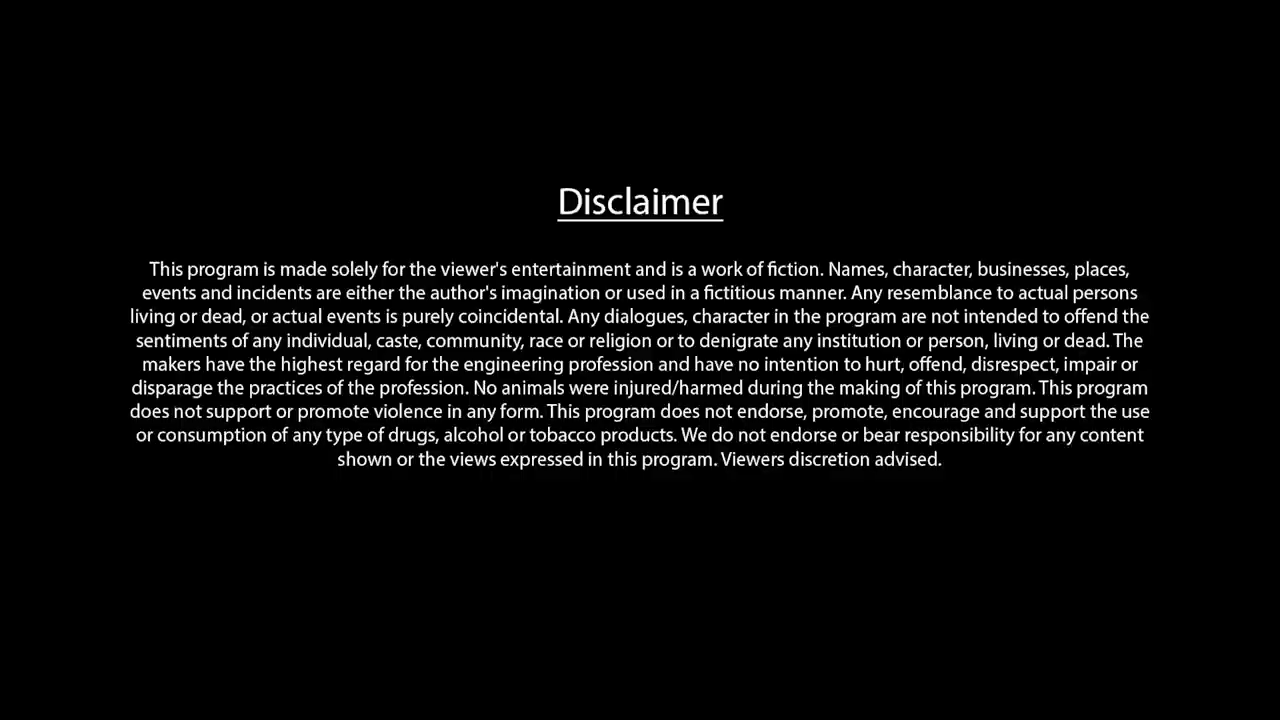 Disclaimer
This program is made solely for the viewer's entertainment and is a work of fiction. Names, character, businesses, places,
events and incidents are either the author's imagination or used in a fictitious manner. Any resemblance to actual persons
living or dead, or actual events is purely coincidental. Any dialogues, character in the program are not intended to offend the
sentiments of any individual, caste, community, race or religion or to denigrate any institution or person, living or dead. The
makers have the highest regard for the engineering profession and have no intention to hurt, offend, disrespect, impair or
disparage the practices of the profession. No animals were injured/harmed during the making of this program. This program
does not support or promote violence in any form. This program does not endorse, promote, encourage and support the use
or consumption of any type of drugs, alcohol or tobacco products. We do not endorse or bear responsibility for any content
shown or the views expressed in this program. Viewers discretion advised.